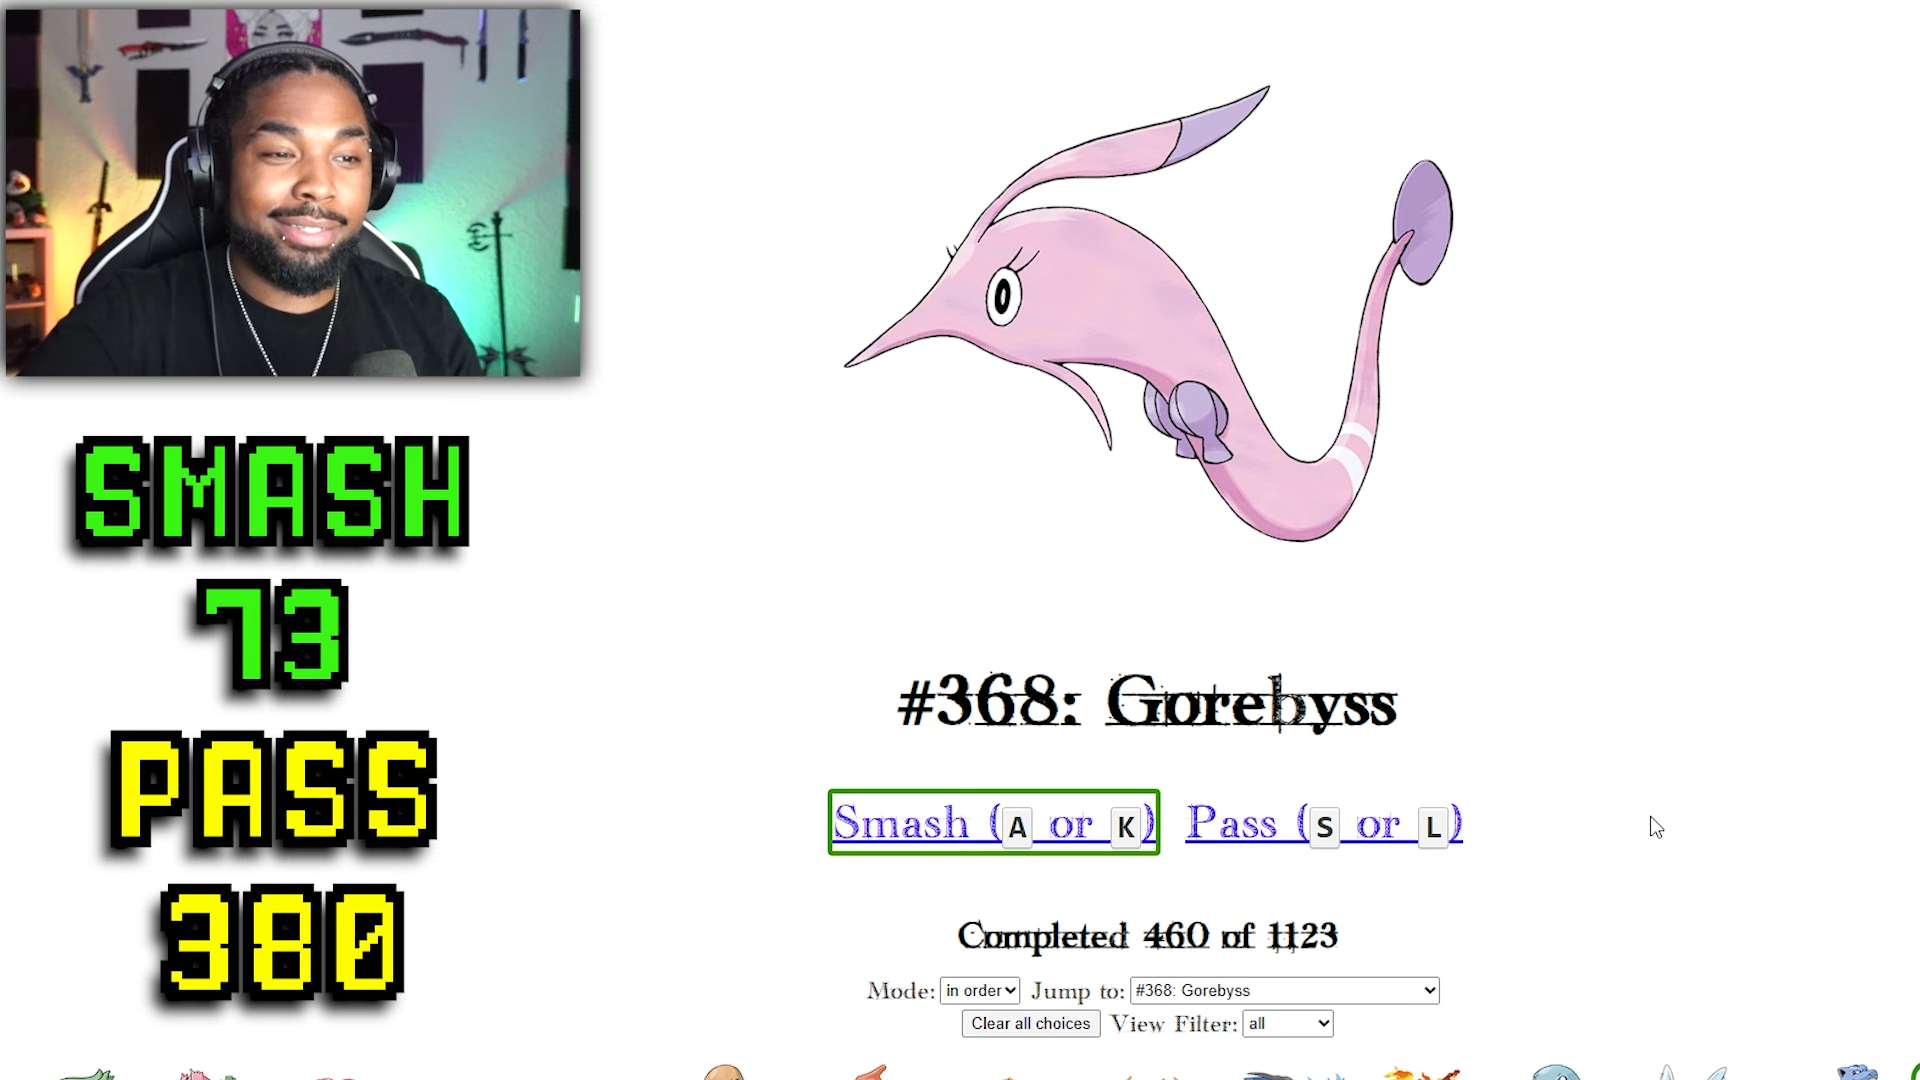 SMASH
73
PASS
380
#368: Gorebyss
Smash (A or K) Pass (S or L)
Completed 460 of 1123
Mode: in order Jump to: #368: Gorebyss
Clear all choices View Filter: all